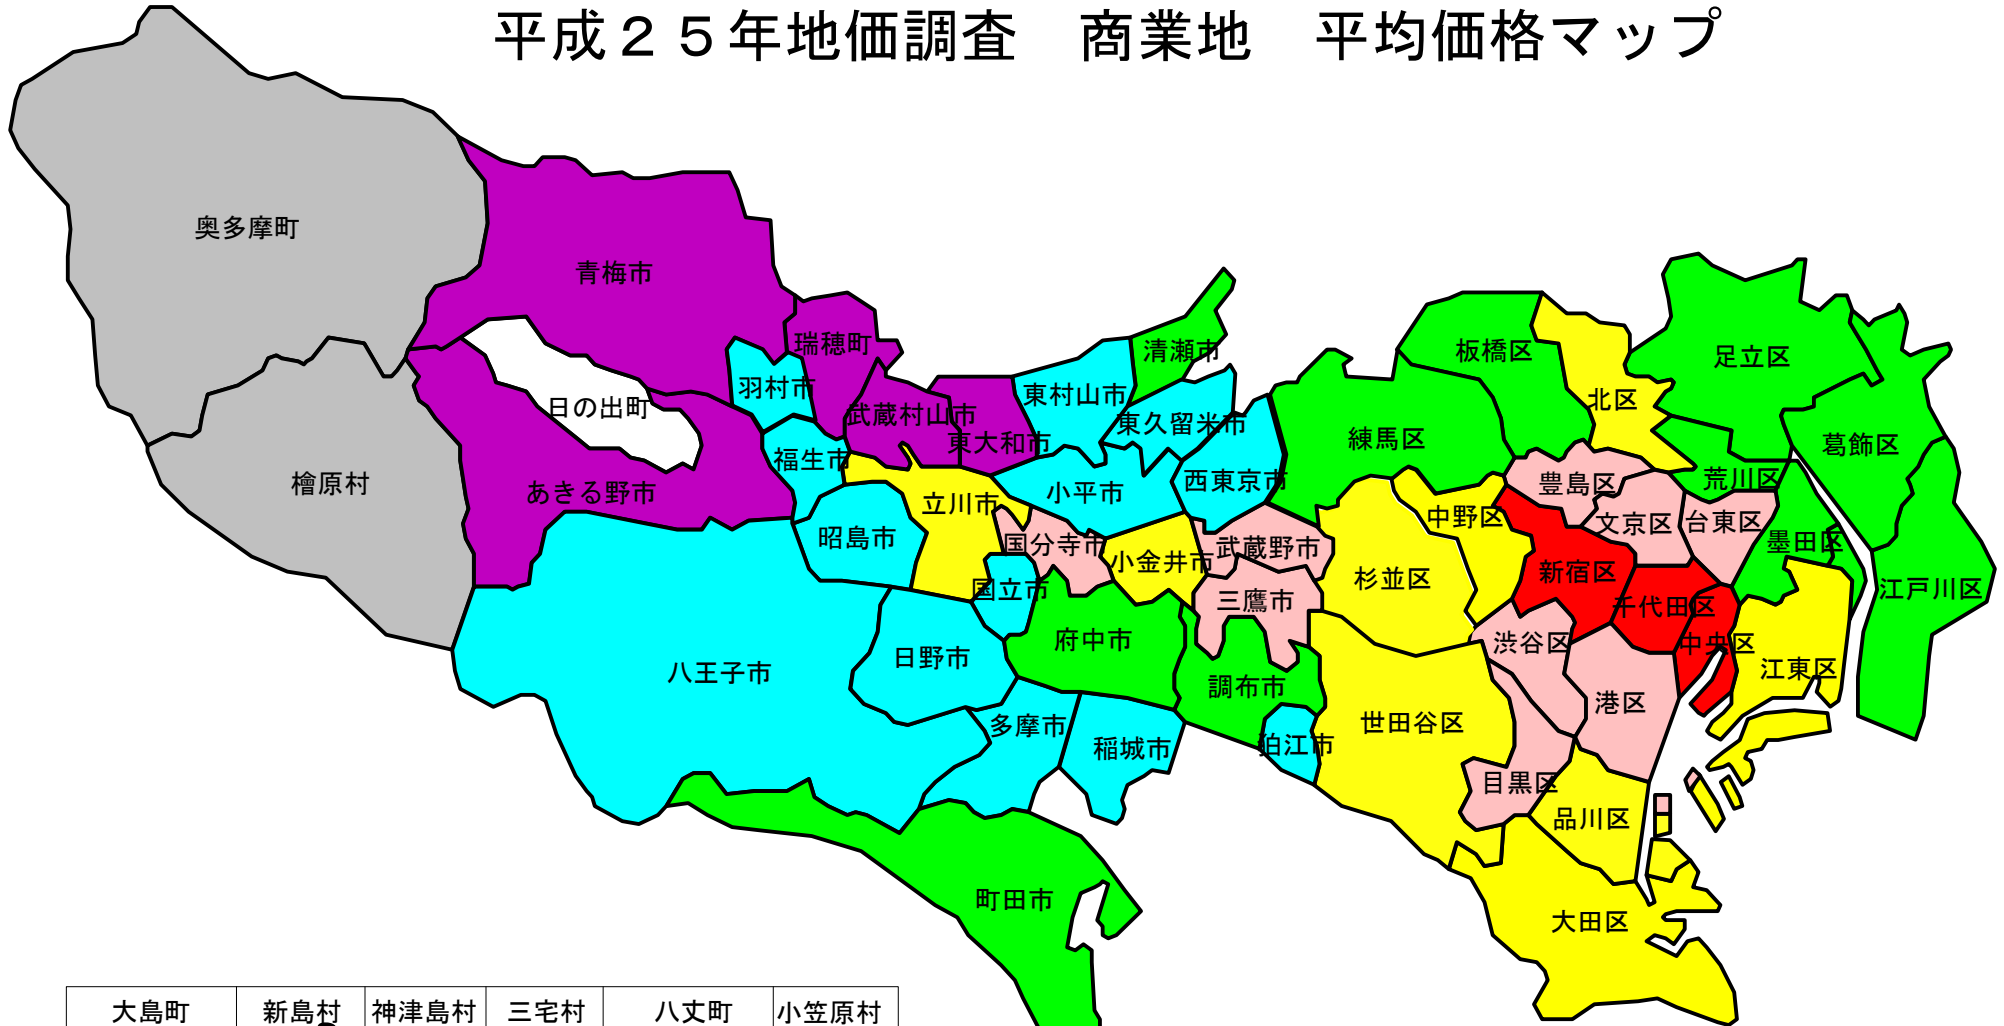 平成２５年地価調査　商業地　平均価格マップ
奥多摩町
青梅市
瑞穂町
清瀬市
板橋区
足立区
羽村市
東村山市
北区
日の出町
武蔵村山市
東久留米市
東大和市
練馬区
葛飾区
福生市
檜原村
あきる野市
小平市
西東京市
豊島区
荒川区
立川市
中野区
文京区
台東区
昭島市
国分寺市
武蔵野市
墨田区
小金井市
杉並区
新宿区
国立市
三鷹市
千代田区
江戸川区
府中市
渋谷区
中央区
八王子市
日野市
江東区
調布市
港区
多摩市
世田谷区
稲城市
狛江市
目黒区
品川区
町田市
大田区
大島町
新島村
神津島村
三宅村
八丈町
小笠原村